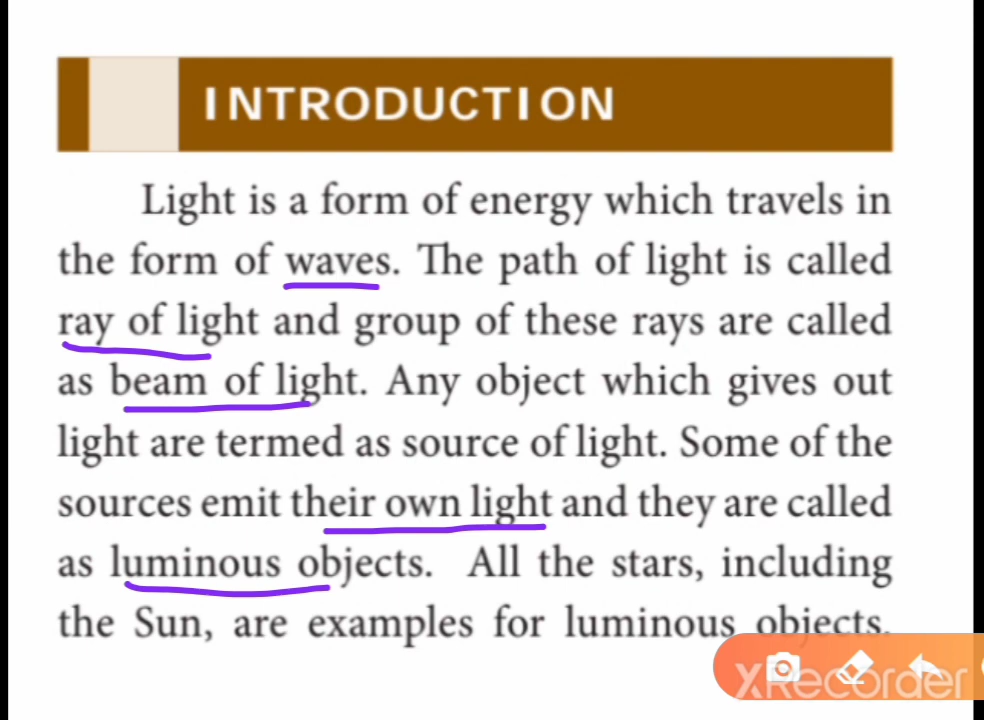 INTRODUCTION
Light is a form of energy which travels in
the form of waves. The path of light is called
ray of light and group of these rays are called
as beam of light. Any object which gives out
light are termed as source of light. Some of the
sources emit their own light and they are called
as luminous objects. All the stars, including
the Sun, are examples for luminous objects.
XRecorder